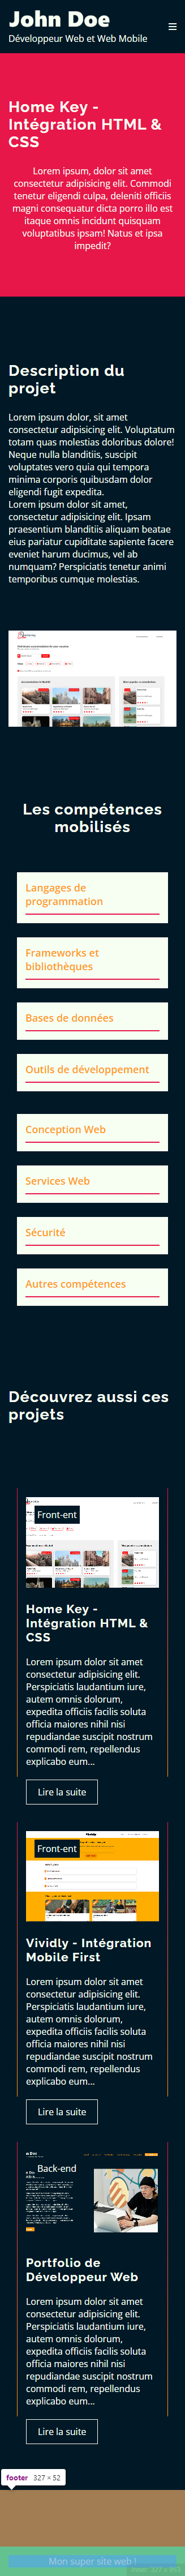 John Doe
Développeur Web et Web Mobile
Home Key -
Intégration HTML &
CSS
Lorem ipsum, dolor sit amet
consectetur adipisicing elit. Commodi
tenetur eligendi culpa, deleniti officiis
magni consequatur dicta porro illo est
itaque omnis incidunt quisquam
voluptatibus ipsam! Natus et ipsa
impedit?
Description du
projet
Lorem ipsum dolor, sit amet
consectetur adipisicing elit. Voluptatum
totam quas molestias doloribus dolore!
Neque nulla blanditiis, suscipit
voluptates vero quia qui tempora
minima corporis quibusdam dolor
eligendi fugit expedita.
Lorem ipsum dolor sit amet,
consectetur adipisicing elit. Ipsam
praesentium blanditiis aliquam beatae
eius pariatur cupiditate sapiente facere
eveniet harum ducimus, vel ab
numquam? Perspiciatis tenetur animi
temporibus cumque molestias.
Les compétences
mobilisés
Langages de
programmation
Frameworks et
bibliothèques
Bases de données
Outils de développement
Conception Web
Services Web
Sécurité
Autres compétences
Découvrez aussi ces
projets
Front-ent
Home Key -
Intégration HTML &
CSS
Lorem ipsum dolor sit amet
consectetur adipisicing elit.
Perspiciatis laudantium iure,
autem omnis dolorum,
expedita officiis facilis soluta
officia maiores nihil nisi
repudiandae suscipit nostrum
commodi rem, repellendus
explicabo eum...
Lire la suite
Front-ent
Vividly - Intégration
Mobile First
Lorem ipsum dolor sit amet
consectetur adipisicing elit.
Perspiciatis laudantium iure,
autem omnis dolorum,
expedita officiis facilis soluta
officia maiores nihil nisi
repudiandae suscipit nostrum
commodi rem, repellendus
explicabo eum...
Lire la suite
Back-end
Portfolio de
Développeur Web
Lorem ipsum dolor sit amet
consectetur adipisicing elit.
Perspiciatis laudantium iure,
autem omnis dolorum,
expedita officiis facilis soluta
officia maiores nihil nisi
repudiandae suscipit nostrum
commodi rem, repellendus
explicabo eum...
Lire la suite
footer 327 × 52
Mon super site web !